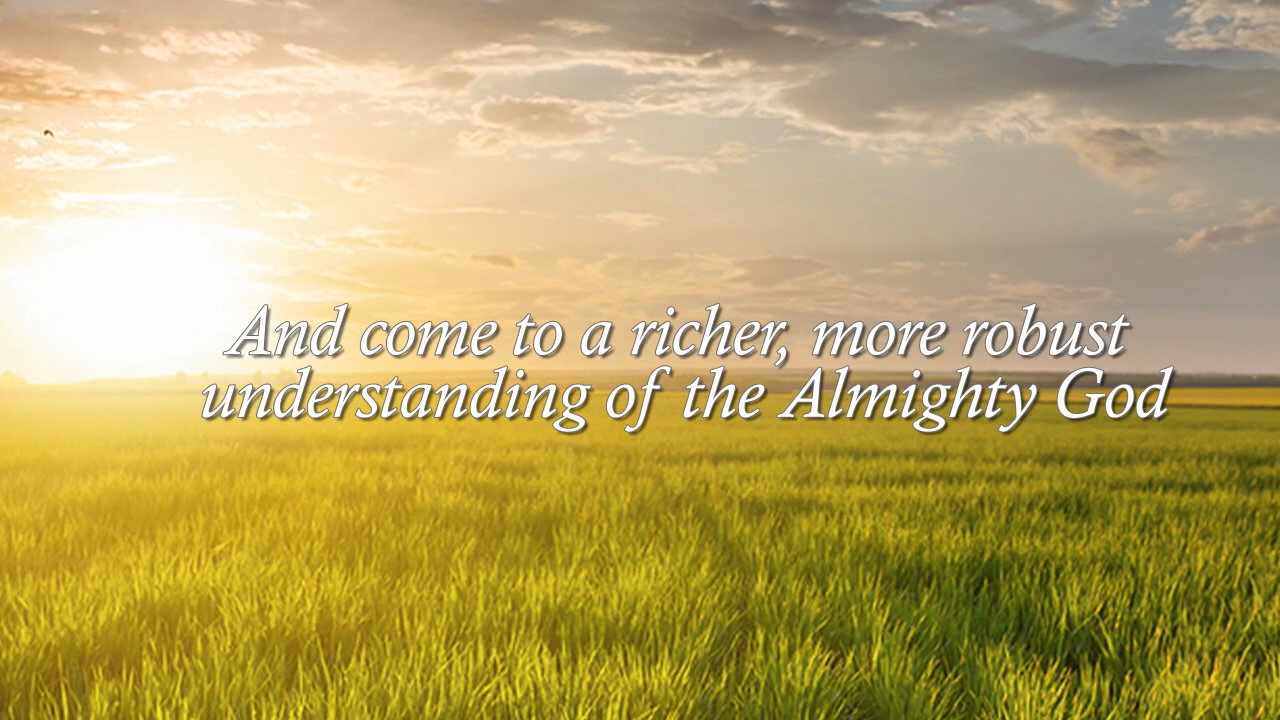 And come to a richer, more robust
understanding of the Almighty God